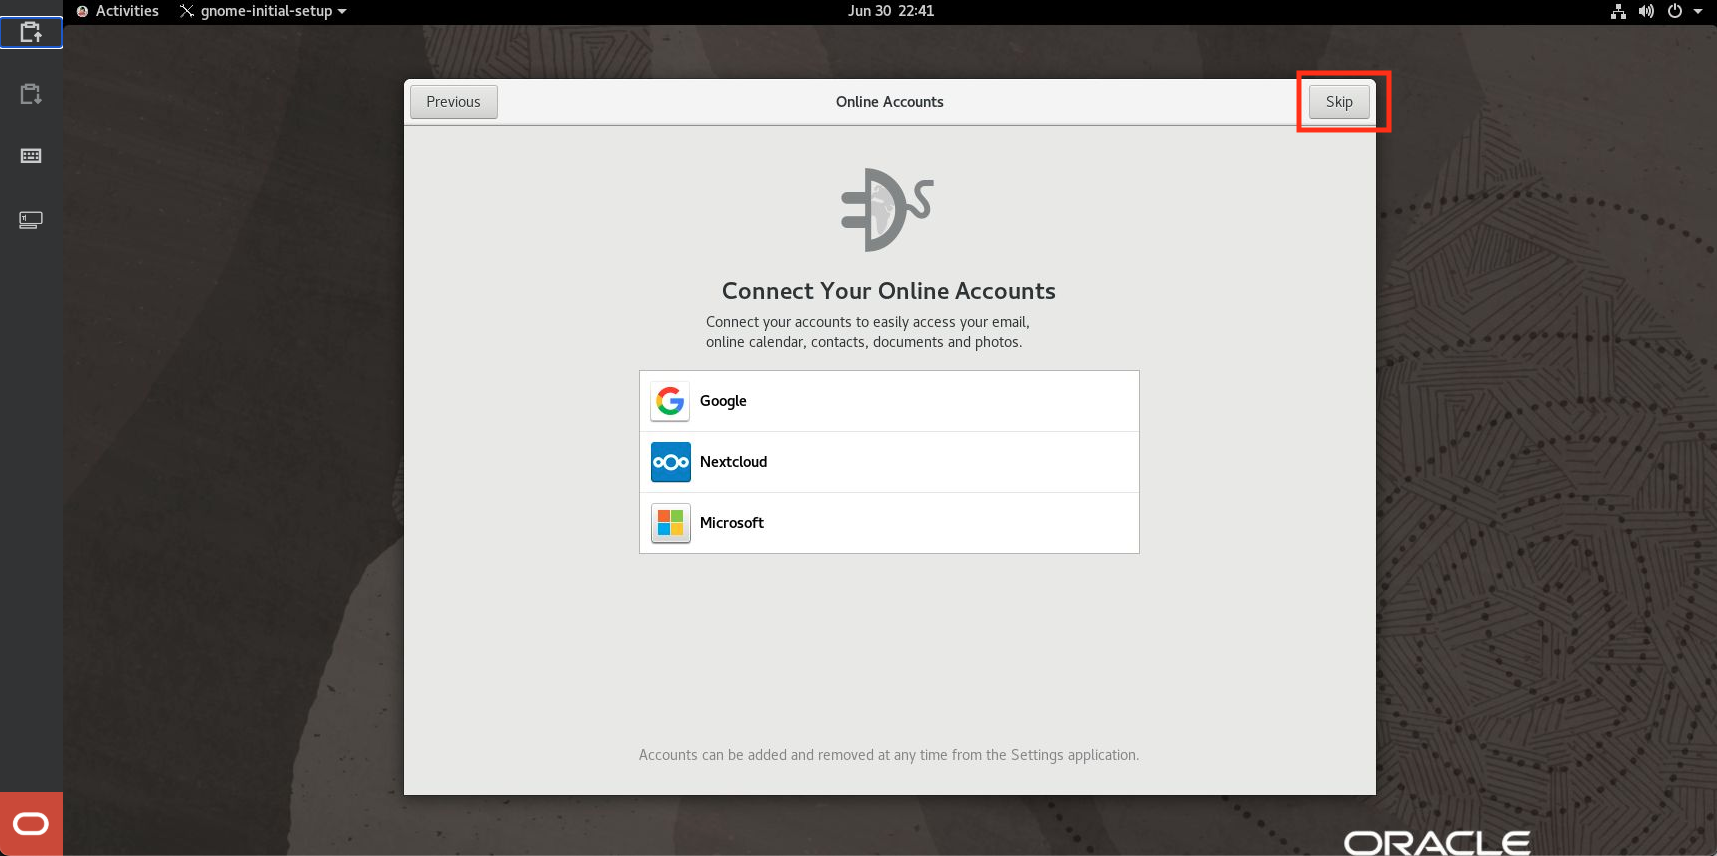 Activities
gnome-initial-setup
Jun 30 22:41
Previous
Online Accounts
Skip
Connect Your Online Accounts
Connect your accounts to easily access your email,
online calendar, contacts, documents and photos.
Google
Nextcloud
Microsoft
Accounts can be added and removed at any time from the Settings application.
ORACLE